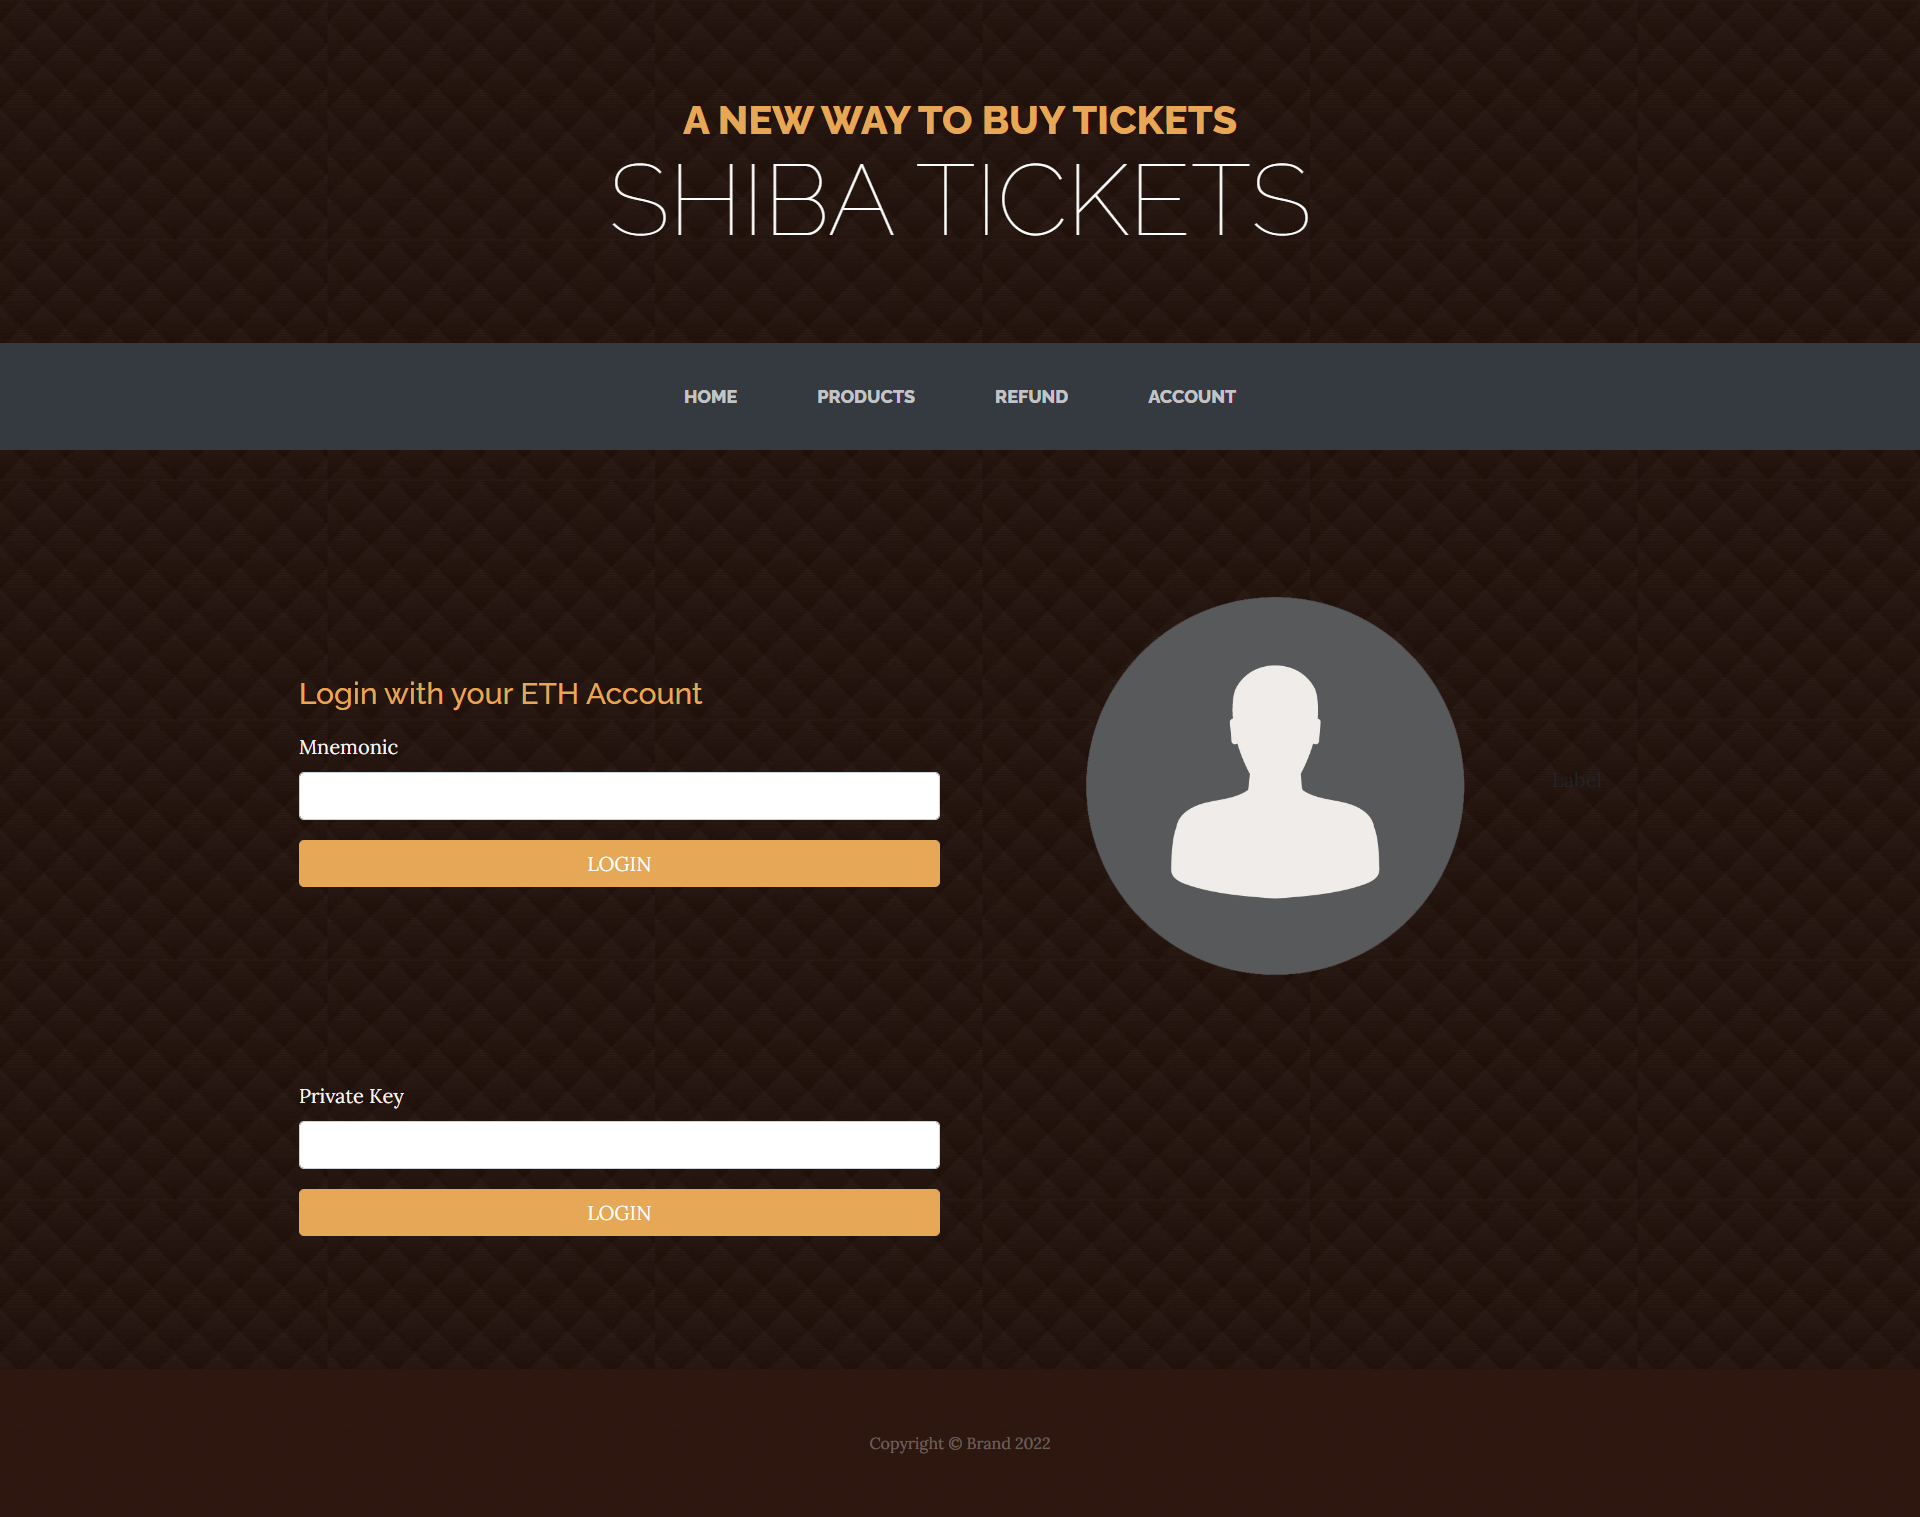 A NEW WAY TO BUY TICKETS
SHIBA TICKETS
HOME PRODUCTS REFUND ACCOUNT
Login with your ETH Account
Mnemonic
LOGIN
Label
Private Key
LOGIN
Copyright © Brand 2022